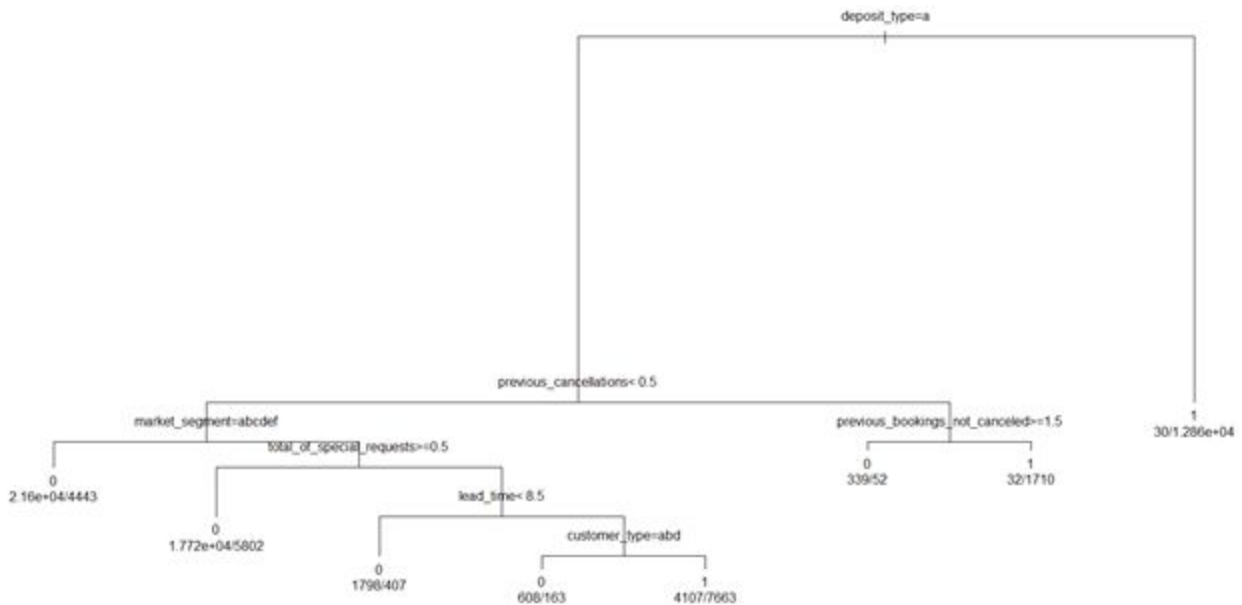 deposit_type=a
previous_cancellations< 0.5
market_segment=abcdef
previous_bookings_not_canceled>=1.5
1
30/1.286e+04
total_of_special_requests>=0.5
0
2.16e+04/4443
0
339/52
1
32/1710
lead_time< 8.5
0
1.772e+04/5802
customer_type=abd
0
1798/407
0
608/163
1
4107/7663